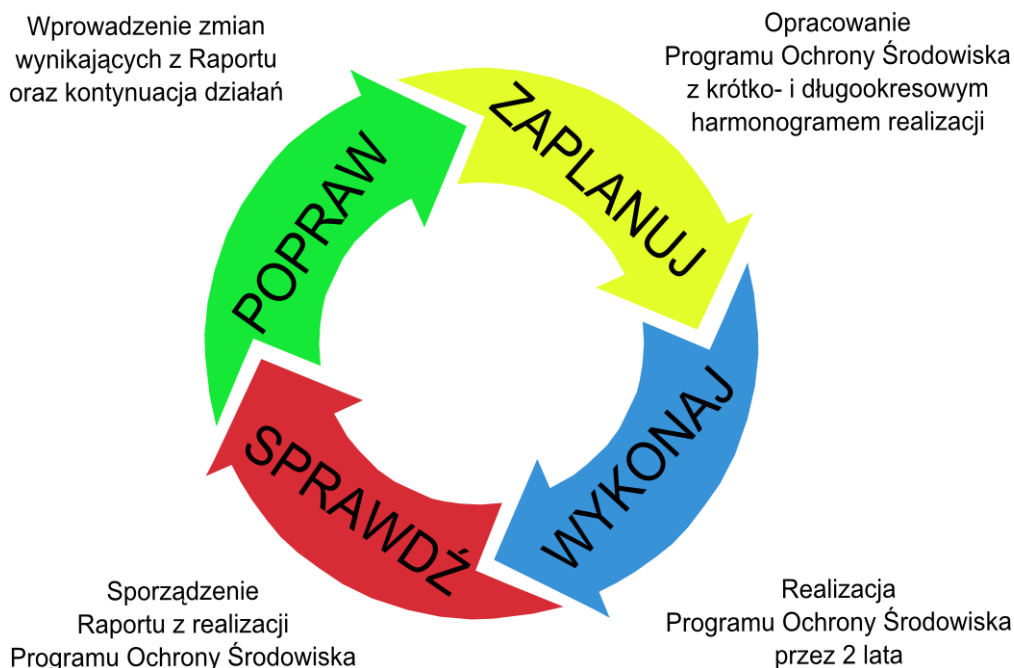 Wprowadzenie zmian
wynikających z Raportu
oraz kontynuacja działań
Opracowanie
Programu Ochrony Środowiska
z krótko- i długookresowym
harmonogramem realizacji
POPRAW
ZAPLANUJ
SPRAWDŹ
WYKONAJ
Sporządzenie
Raportu z realizacji
Programu Ochrony Środowiska
Realizacja
Programu Ochrony Środowiska
przez 2 lata